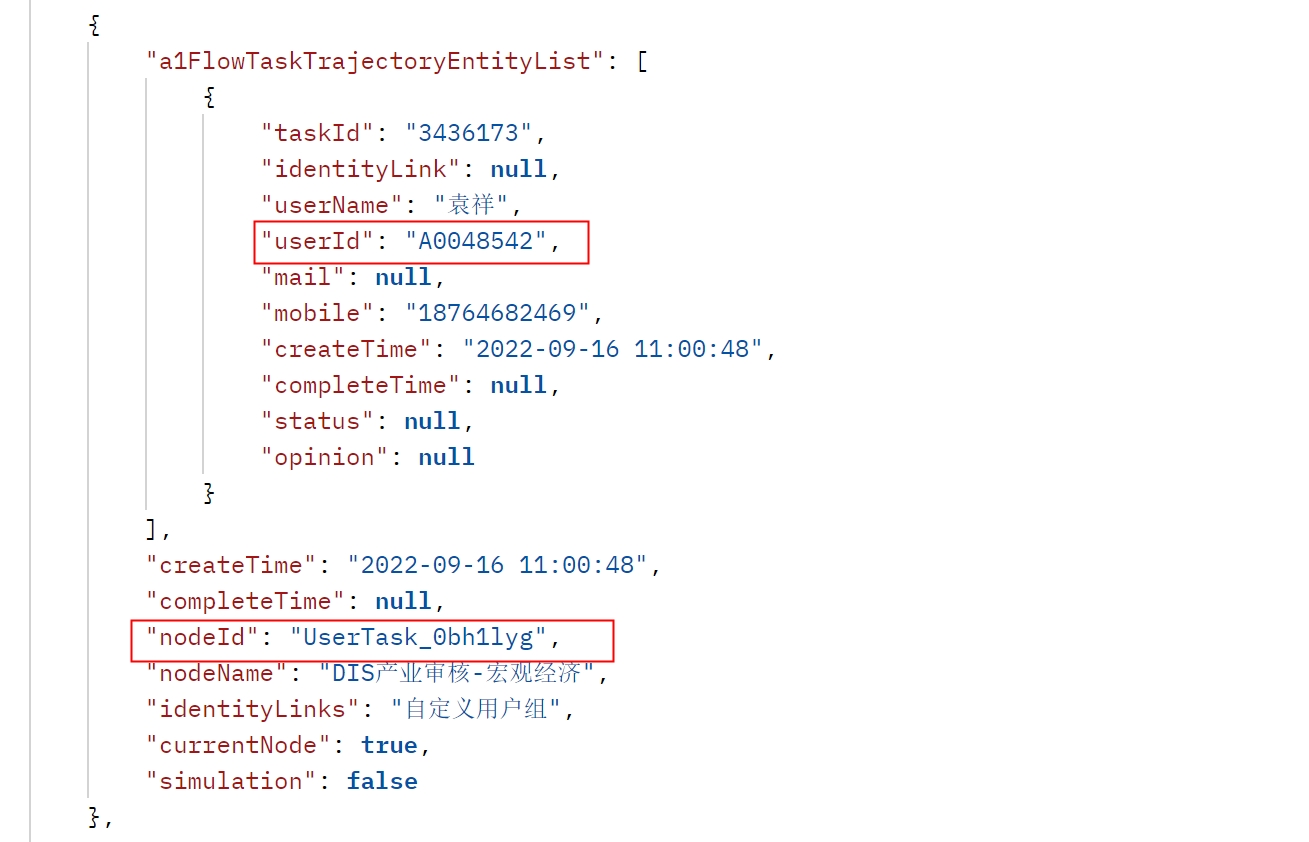 {
"a1FlowTaskTrajectoryEntityList": [
{
"taskId": "3436173",
"identityLink": null,
"userName": "袁祥",
"userId": "A0048542",
"mail": null,
"mobile": "18764682469",
"createTime": "2022-09-16 11:00:48",
"completeTime": null,
"status": null,
"opinion": null
}
],
"createTime": "2022-09-16 11:00:48",
"completeTime": null,
"nodeId": "UserTask_0bh1lyg",
"nodeName": "DIS产业审核-宏观经济",
"identityLinks": "自定义用户组",
"currentNode": true,
"simulation": false
},